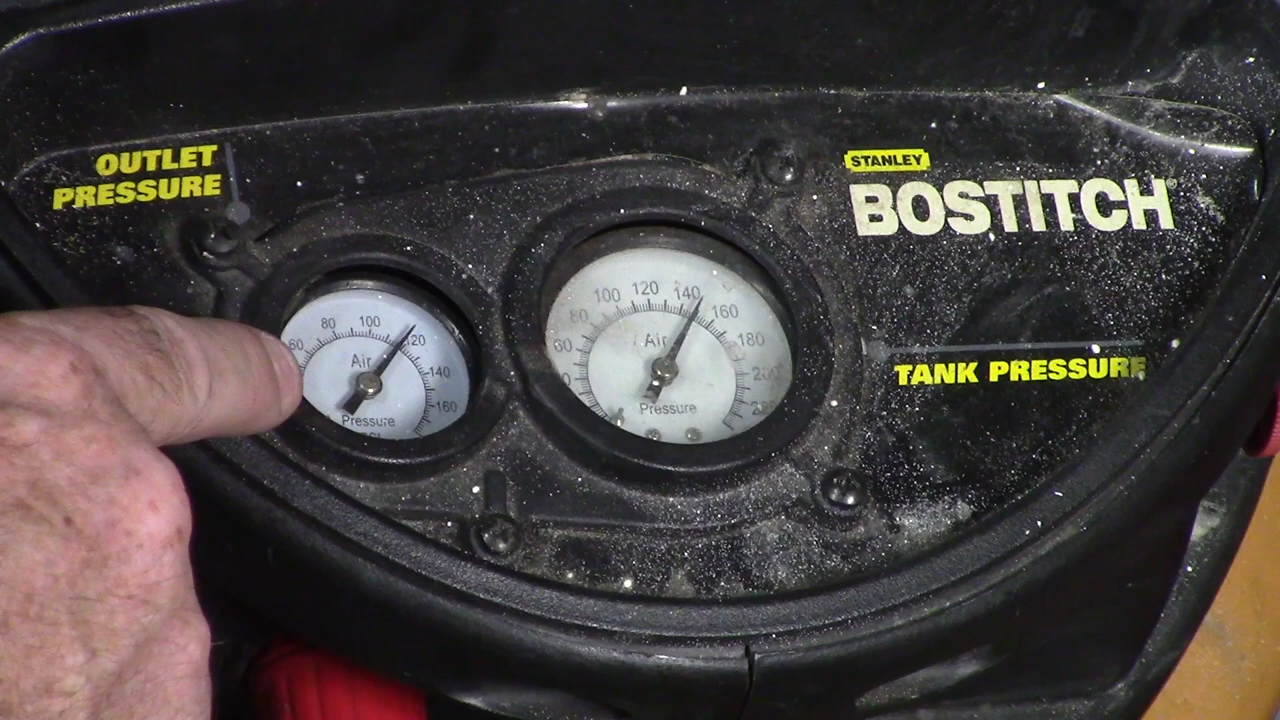 OUTLET
PRESSURE
STANLEY
BOSTITCH
TANK PRESSURE
60 80 100 120 140 160
Air
Pressure
60 80 100 120 140 160 180
Air
Pressure